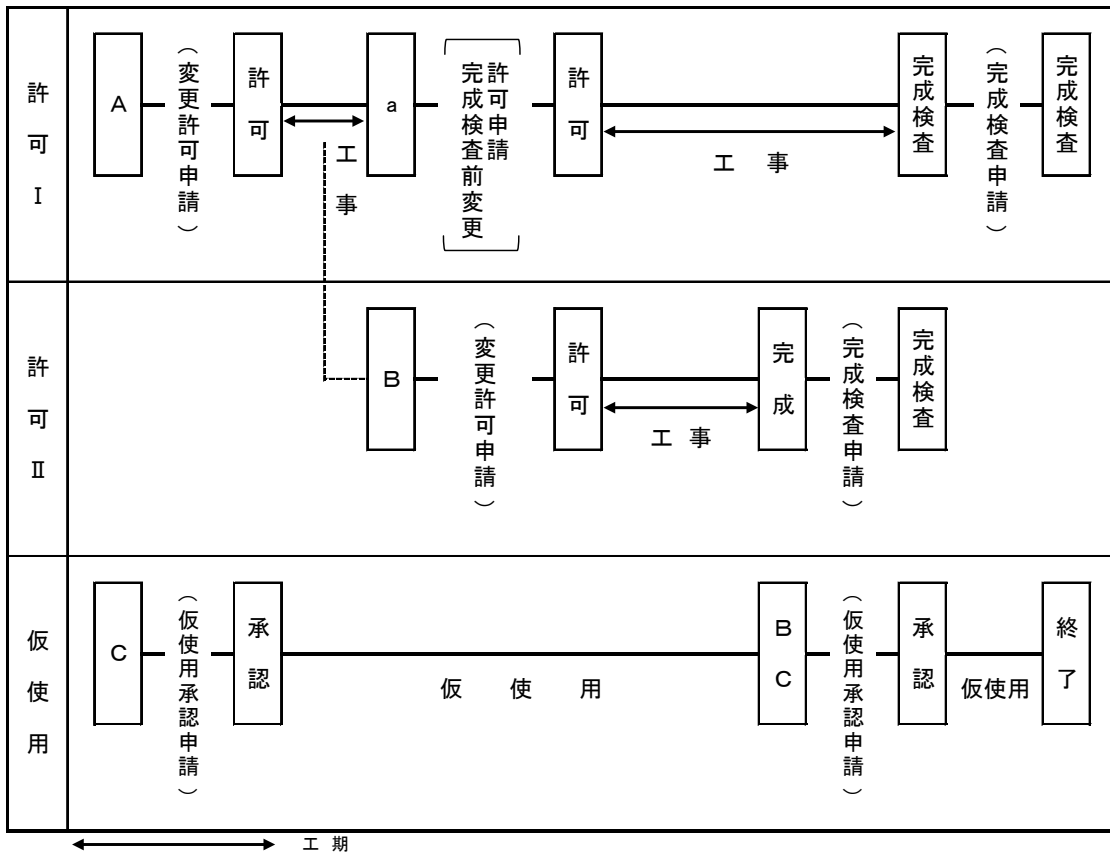 許可Ⅰ
A
（変更許可申請）
許可
工事
a
許可申請
完成検査前変更
許可
工事
完成検査
（完成検査申請）
完成検査
許可Ⅱ
B
（変更許可申請）
許可
工事
完成
（完成検査申請）
完成検査
仮使用
C
（仮使用承認申請）
承認
仮使用
B
C
（仮使用承認申請）
承認
仮使用
終了
工期